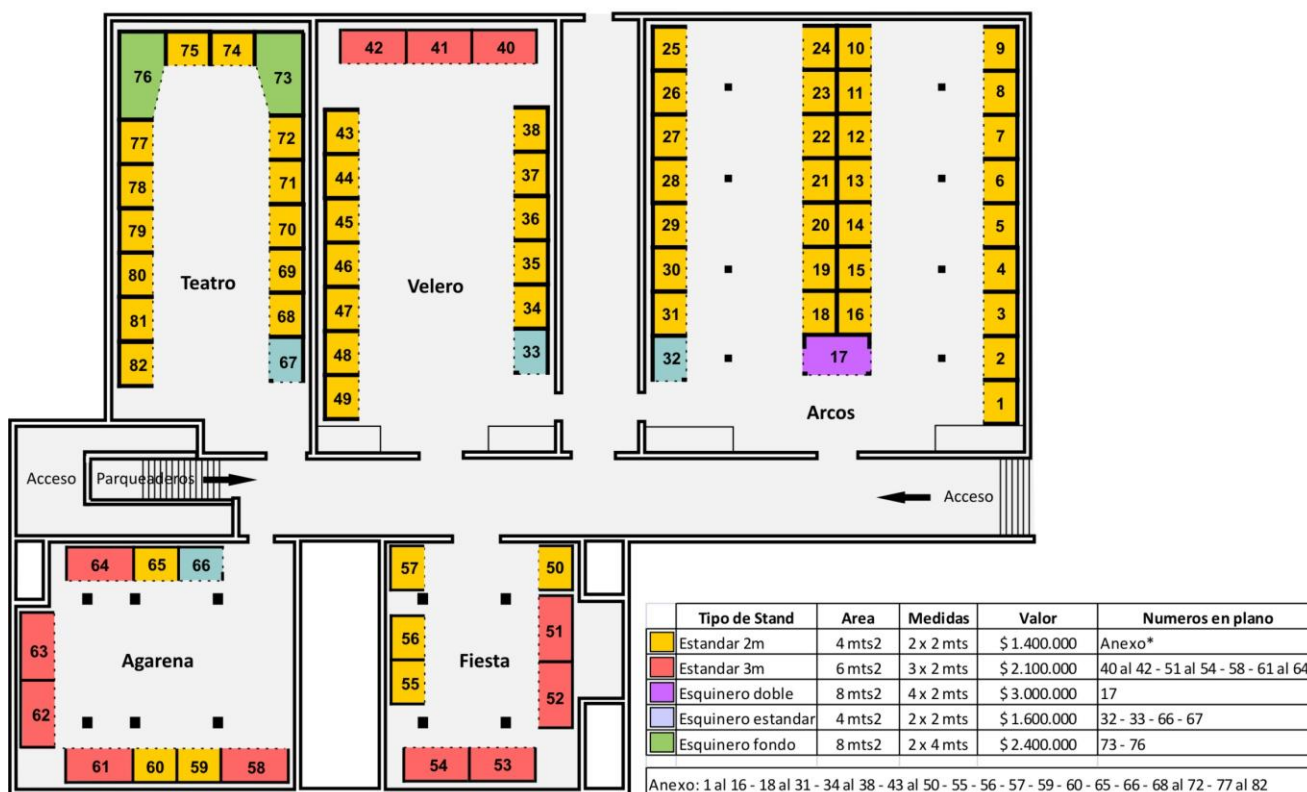 76 75 74 73
77 72
78 71
79 70
80 69
81 68
82 67
Teatro
42 41 40
43 38
44 37
45 36
46 35
47 34
48 33
49
Velero
25 24 10 9
26 23 11 8
27 22 12 7
28 21 13 6
29 20 14 5
30 19 15 4
31 18 16 3
32 17 2
1
Arcos
Acceso Parqueaderos
Acceso
64 65 66
63
62
Agarena
61 60 59 58
57 50
56 51
55 52
Fiesta
54 53
Tipo de Stand Area Medidas Valor Numeros en plano
Estandar 2m 4 mts2 2 x 2 mts $ 1.400.000 Anexo*
Estandar 3m 6 mts2 3 x 2 mts $ 2.100.000 40 al 42 - 51 al 54 - 58 - 61 al 64
Esquinero doble 8 mts2 4 x 2 mts $ 3.000.000 17
Esquinero estandar 4 mts2 2 x 2 mts $ 1.600.000 32 - 33 - 66 - 67
Esquinero fondo 8 mts2 2 x 4 mts $ 2.400.000 73 - 76
Anexo: 1 al 16 - 18 al 31 - 34 al 38 - 43 al 50 - 55 - 56 - 57 - 59 - 60 - 65 - 66 - 68 al 72 - 77 al 82